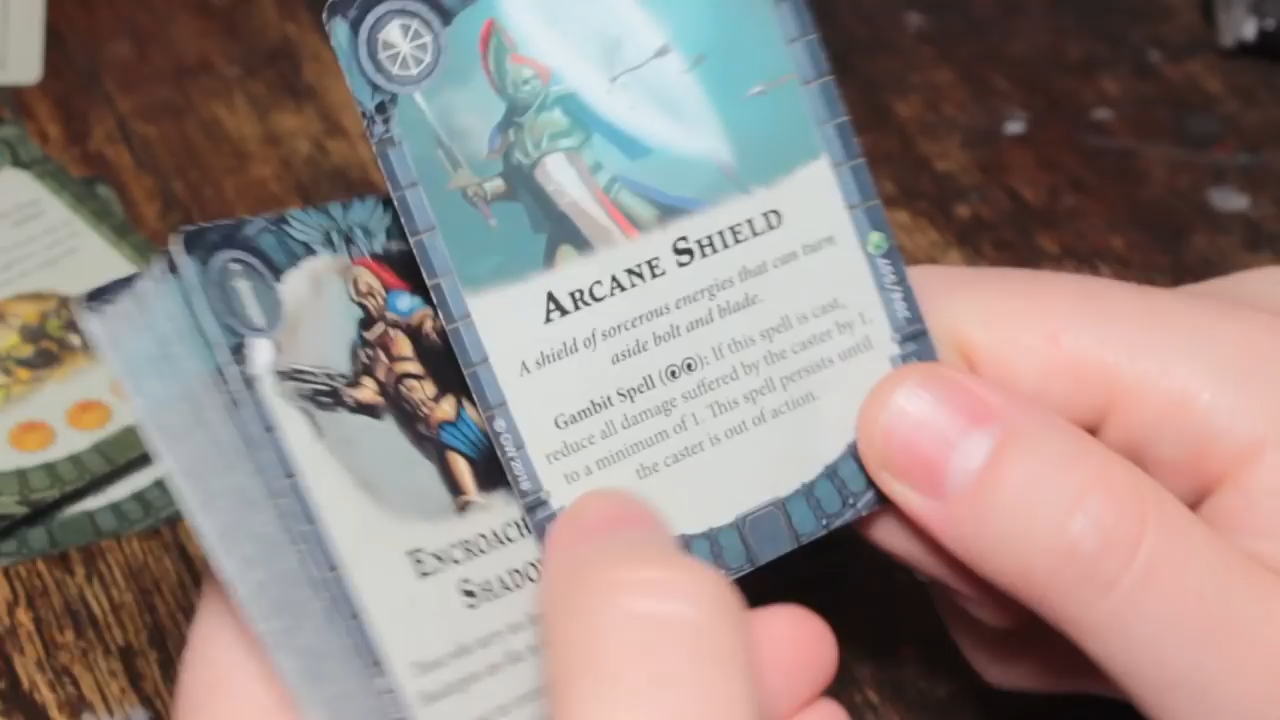 ARCANE SHIELD
A shield of sorcerous energies that can turn
aside bolt and blade.
Gambit Spell (): If this spell is cast,
reduce all damage suffered by the caster by 1,
to a minimum of 1. This spell persists until
the caster is out of action.
© GW 2018
ENCROACH
SHADO